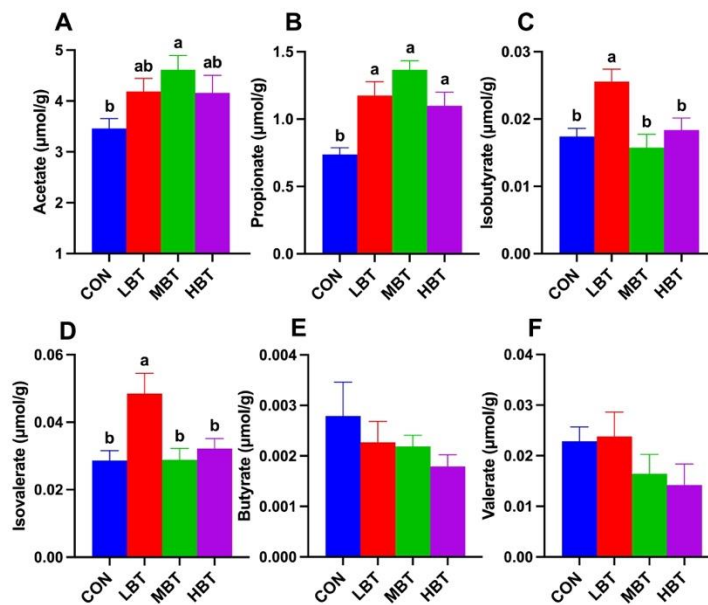 A
Acetate (μmol/g)
5
4
3
2
1
b
ab
a
ab
CON
LBT
MBT
HBT
B
Propionate (μmol/g)
1.5
1.0
0.5
0.0
b
a
a
a
CON
LBT
MBT
HBT
C
Isobutyrate (μmol/g)
0.03
0.02
0.01
0.00
b
a
b
b
CON
LBT
MBT
HBT
D
Isovalerate (μmol/g)
0.06
0.04
0.02
0.00
b
a
b
b
CON
LBT
MBT
HBT
E
Butyrate (μmol/g)
0.004
0.003
0.002
0.001
0.000
CON
LBT
MBT
HBT
F
Valerate (μmol/g)
0.04
0.03
0.02
0.01
0.00
CON
LBT
MBT
HBT